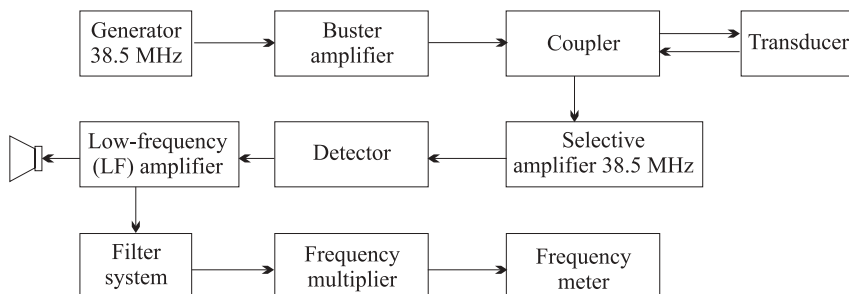 Generator
38.5 MHz
Buster
amplifier
Coupler
Transducer
Low-frequency
(LF) amplifier
Detector
Selective
amplifier 38.5 MHz
Filter
system
Frequency
multiplier
Frequency
meter